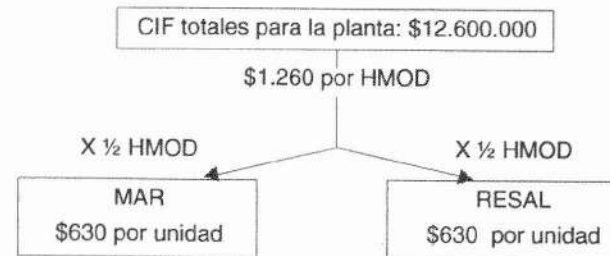 CIF totales para la planta: $12.600.000
$1.260 por HMOD
X ½ HMOD
X ½ HMOD
MAR
$630 por unidad
RESAL
$630 por unidad